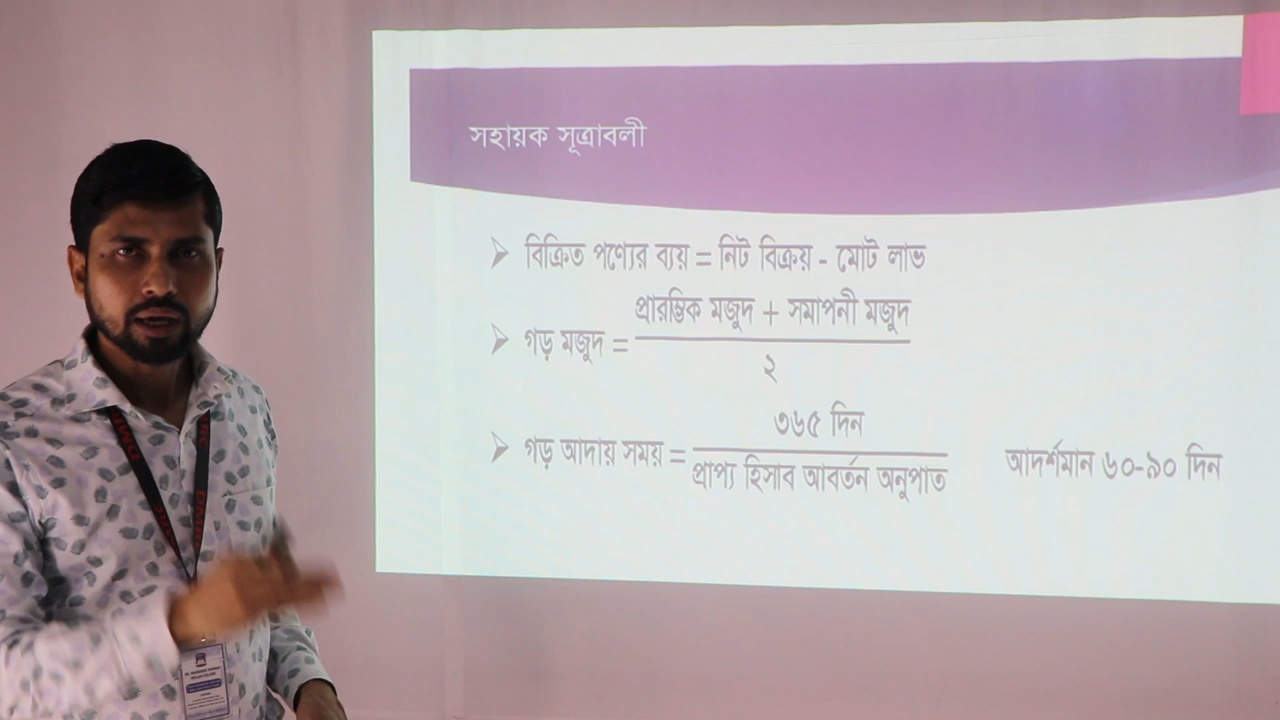 সহায়ক সূত্রাবলী
বিক্রিত পণ্যের ব্যয় = নিট বিক্রয় - মোট লাভ
গড় মজুদ = প্রারম্ভিক মজুদ + সমাপনী মজুদ
২
গড় আদায় সময় = ৩৬৫ দিন
প্রাপ্য হিসাব আবর্তন অনুপাত
আদর্শমান ৬০-৯০ দিন